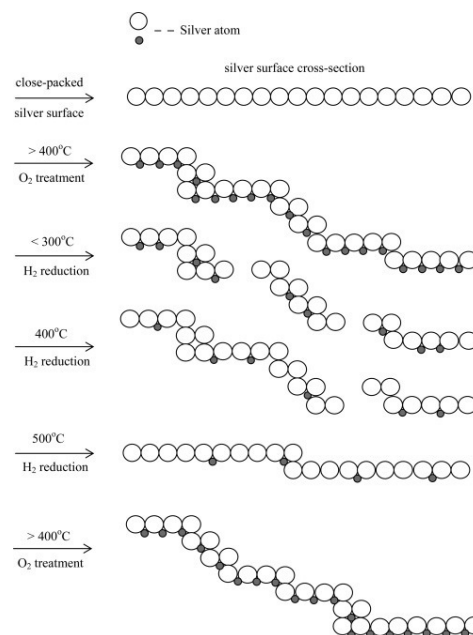 – – Silver atom
silver surface cross-section
close-packed
silver surface
> 400°C
O₂ treatment
< 300°C
H₂ reduction
400°C
H₂ reduction
500°C
H₂ reduction
> 400°C
O₂ treatment